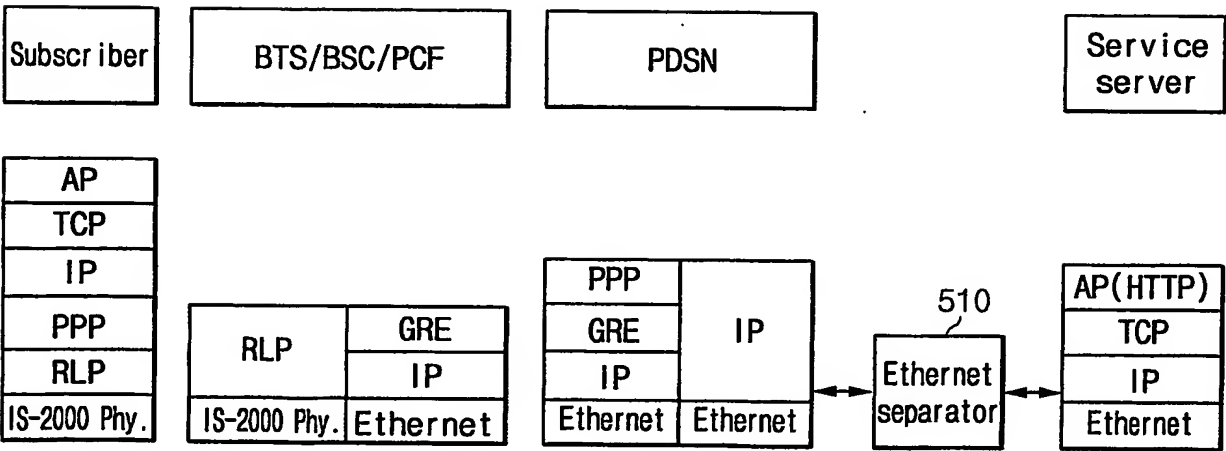 Subscriber
BTS/BSC/PCF
PDSN
Service
server
AP
TCP
IP
PPP
RLP
IS-2000 Phy.
RLP
GRE
IP
IS-2000 Phy.
Ethernet
PPP
GRE
IP
IP
Ethernet
Ethernet
510
Ethernet
separator
AP(HTTP)
TCP
IP
Ethernet